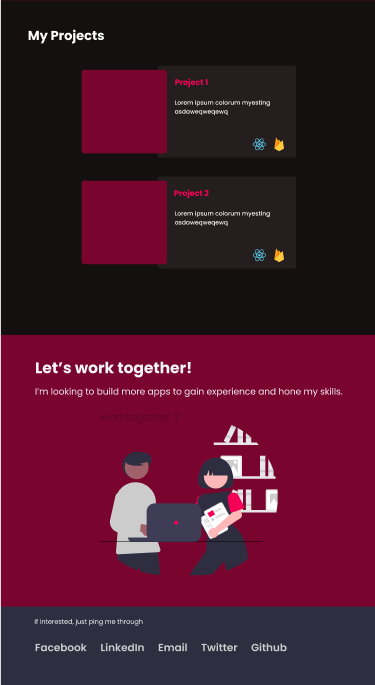 My Projects
Project 1
Lorem ipsum colorum myesting
asdaweqweqewq
Project 2
Lorem ipsum colorum myesting
asdaweqweqewq
Let's work together!
I'm looking to build more apps to gain experience and hone my skills.
worktogether 1
If interested, just ping me through
Facebook LinkedIn Email Twitter Github